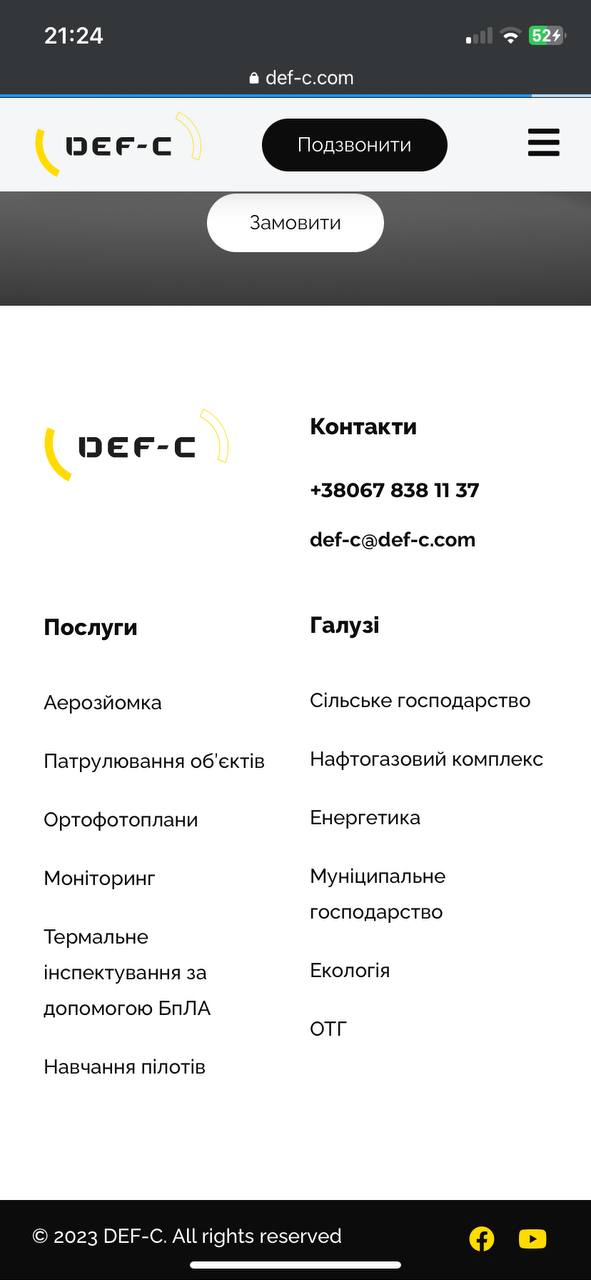 21:24
52
def-c.com
DEF-C
Подзвонити
Замовити
DEF-C
Контакти
+38067 838 11 37
def-c@def-c.com
Послуги
Аерозйомка
Патрулювання об'єктів
Ортофотоплани
Моніторинг
Термальне
інспектування за
допомогою БпЛА
Навчання пілотів
Галузі
Сільське господарство
Нафтогазовий комплекс
Енергетика
Муніципальне
господарство
Екологія
ОТГ
© 2023 DEF-C. All rights reserved